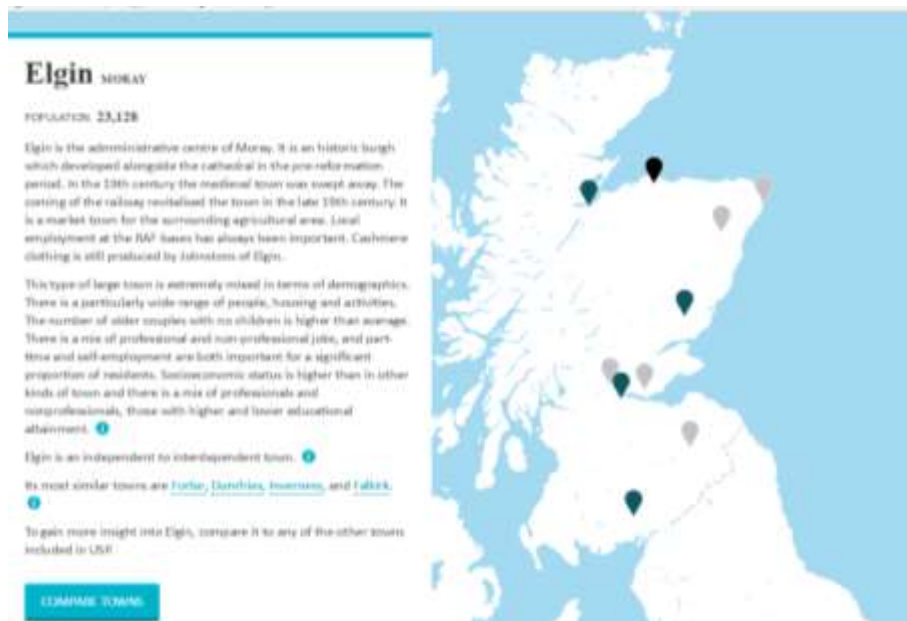 Elgin MORAY
POPULATION: 23,128
Elgin is the admministrative centre of Moray. It is an historic burgh
which developed alongside the cathedral in the pre-reformation
period. In the 19th century the medieval town was swept away. The
coming of the railway revitalised the town in the late 19th century. It
is a market town for the surrounding agricultural area. Local
employment at the RAF bases has always been important. Cashmere
clothing is still produced by Johnstons of Elgin.
This type of large town is extremely mixed in terms of demographics.
There is a particularly wide range of people, housing and activities.
The number of older couples with no children is higher than average.
There is a mix of professional and non-professional jobs, and part-
time and self-employment are both important for a significant
proportion of residents. Socioeconomic status is higher than in other
kinds of town and there is a mix of professionals and
nonprofessionals, those with higher and lower educational
attainment.
Elgin is an independent to interdependent town.
Its most similar towns are Forfar, Dumfries, Inverness, and Falkirk.
To gain more insight into Elgin, compare it to any of the other towns
included in USP.
COMPARE TOWNS